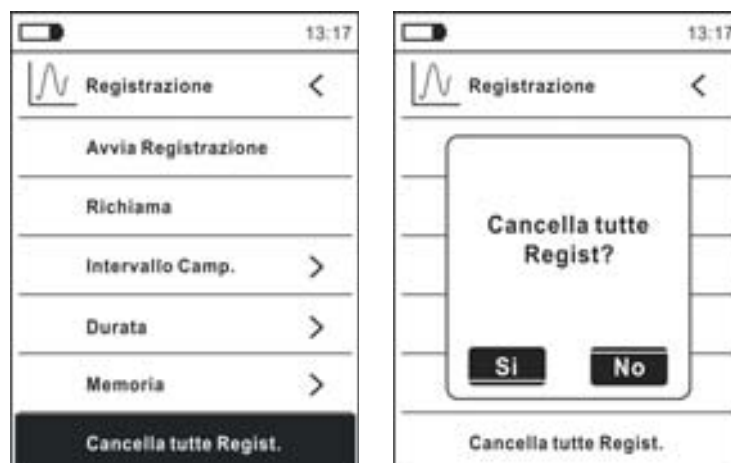 13:17
Registrazione
Avvia Registrazione
Richiama
Intervallo Camp.
Durata
Memoria
Cancella tutte Regist.
13:17
Registrazione
Cancella tutte
Regist?
Si No
Cancella tutte Regist.